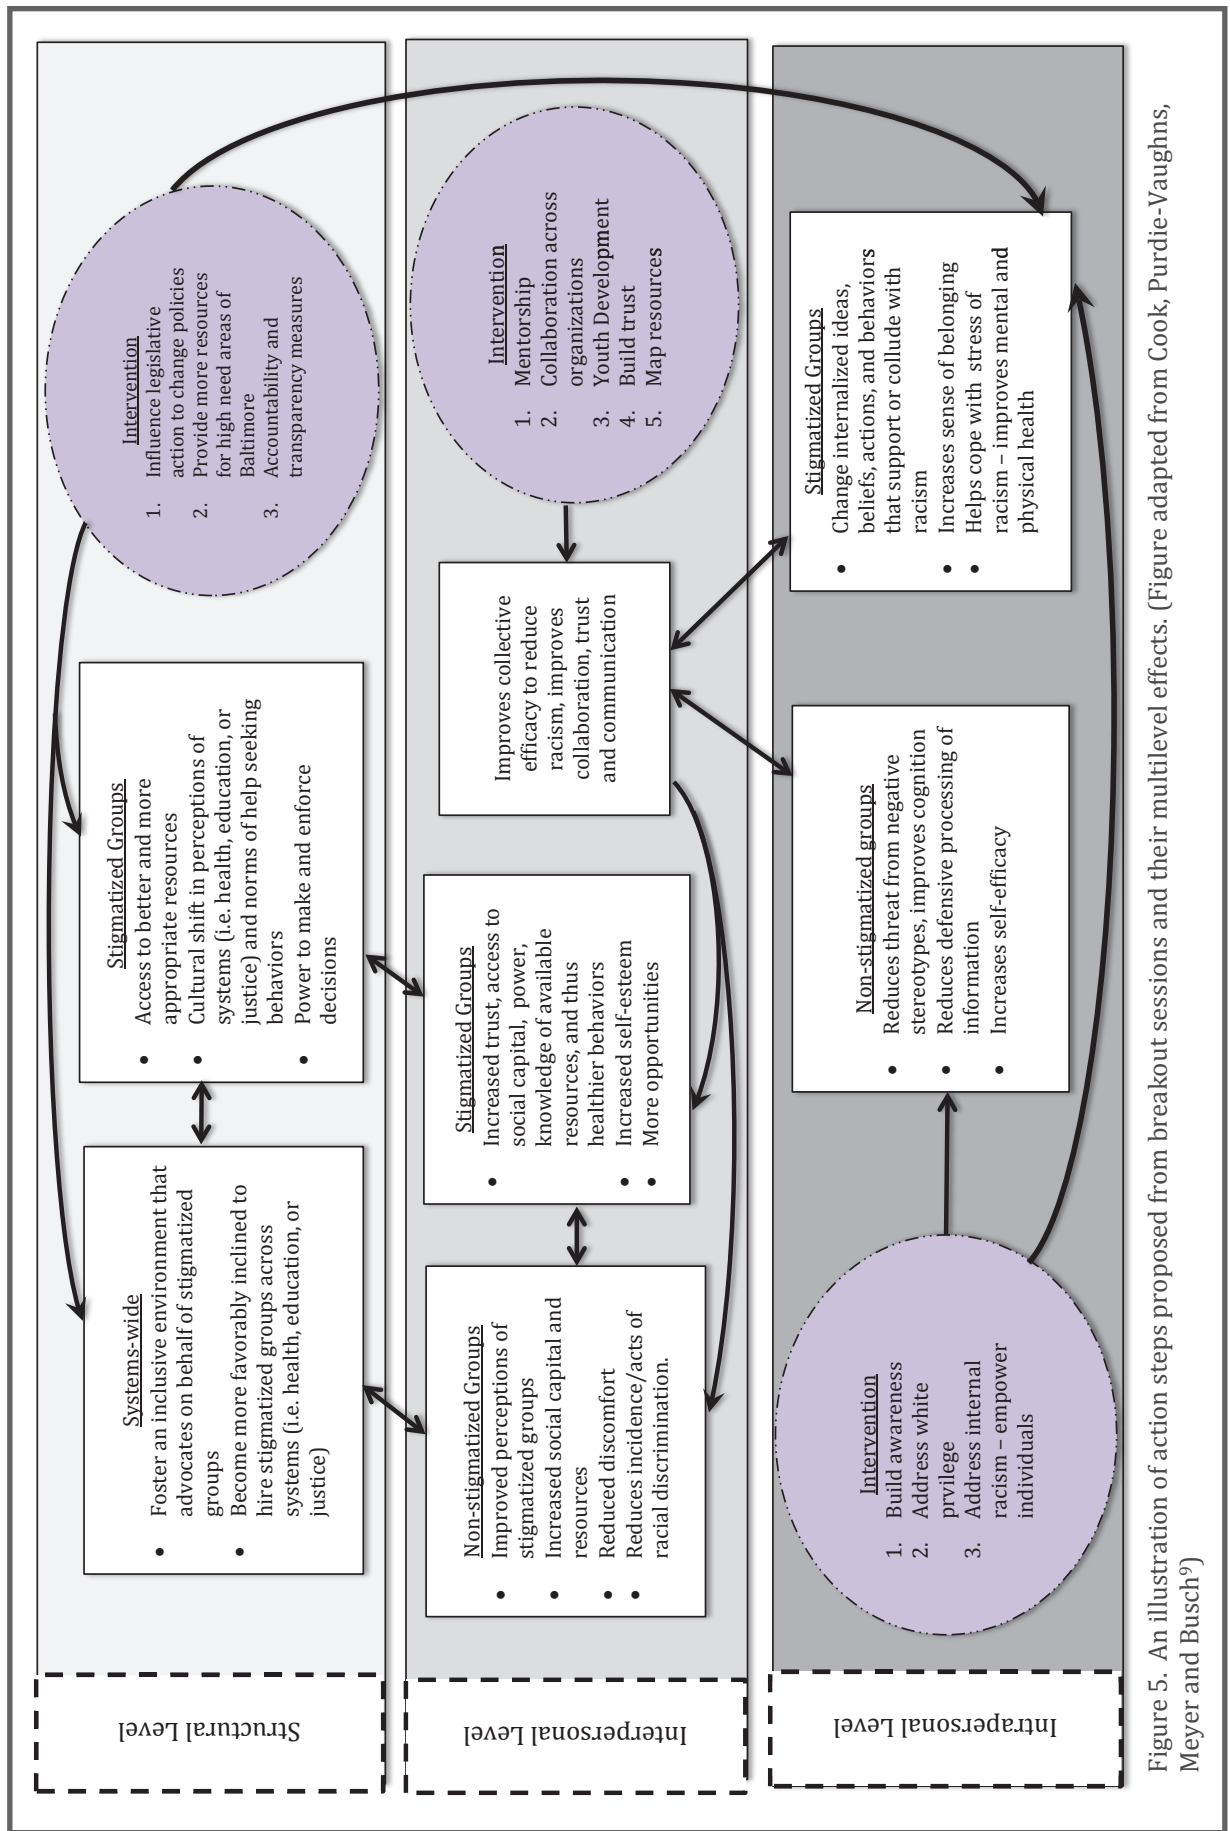 Structural Level
Systems-wide
• Foster an inclusive environment that
advocates on behalf of stigmatized
groups
• Become more favorably inclined to
hire stigmatized groups across
systems (i.e. health, education, or
justice)
Stigmatized Groups
• Access to better and more
appropriate resources
• Cultural shift in perceptions of
systems (i.e. health, education, or
justice) and norms of help seeking
behaviors
• Power to make and enforce
decisions
Intervention
1. Influence legislative
action to change policies
2. Provide more resources
for high need areas of
Baltimore
3. Accountability and
transparency measures
Interpersonal Level
Non-stigmatized Groups
• Improved perceptions of
stigmatized groups
• Increased social capital and
resources
• Reduced discomfort
• Reduces incidence/acts of
racial discrimination.
Stigmatized Groups
• Increased trust, access to
social capital, power,
knowledge of available
resources, and thus
healthier behaviors
• Increased self-esteem
• More opportunities
Improves collective
efficacy to reduce
racism, improves
collaboration, trust
and communication
Intervention
1. Mentorship
2. Collaboration across
organizations
3. Youth Development
4. Build trust
5. Map resources
Intrapersonal Level
Intervention
1. Build awareness
2. Address white
prvilege
3. Address internal
racism – empower
individuals
Non-stigmatized groups
• Reduces threat from negative
stereotypes, improves cognition
• Reduces defensive processing of
information
• Increases self-efficacy
Stigmatized Groups
• Change internalized ideas,
beliefs, actions, and behaviors
that support or collude with
racism
• Increases sense of belonging
• Helps cope with stress of
racism – improves mental and
physical health
Figure 5. An illustration of action steps proposed from breakout sessions and their multilevel effects. (Figure adapted from Cook, Purdie-Vaughns,
Meyer and Busch⁹)